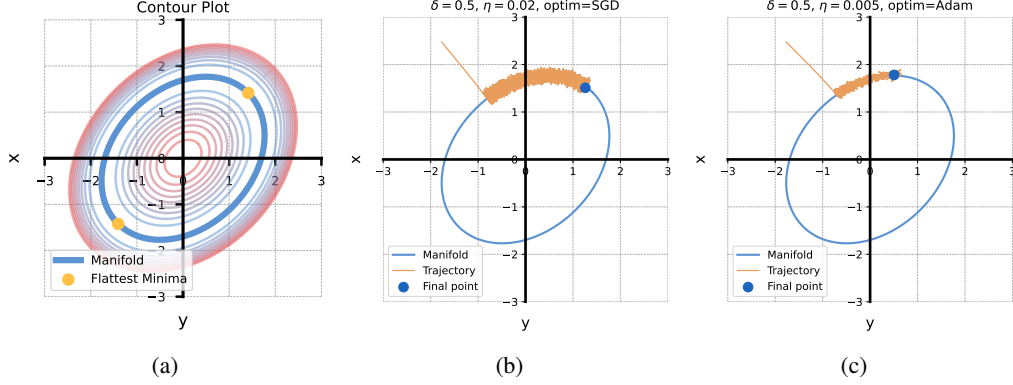 Contour Plot
3
2
1
0
−1
−2
−3
−3
−2
−1
0
1
2
3
x
y
Manifold
Flattest Minima
(a)
δ = 0.5, η = 0.02, optim=SGD
3
2
1
0
−1
−2
−3
−3
−2
−1
0
1
2
3
x
y
Manifold
Trajectory
Final point
(b)
δ = 0.5, η = 0.005, optim=Adam
3
2
1
0
−1
−2
−3
−3
−2
−1
0
1
2
3
x
y
Manifold
Trajectory
Final point
(c)